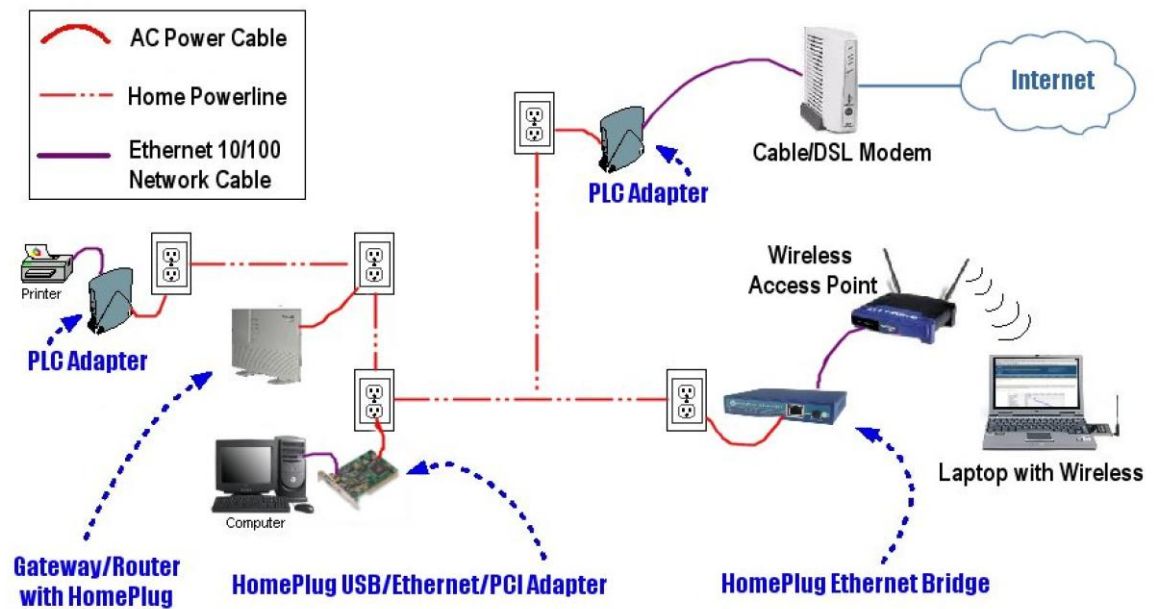 AC Power Cable
Home Powerline
Ethernet 10/100
Network Cable
Internet
Cable/DSL Modem
PLC Adapter
Printer
PLC Adapter
Wireless
Access Point
Laptop with Wireless
Computer
Gateway/Router
with HomePlug
HomePlug USB/Ethernet/PCI Adapter
HomePlug Ethernet Bridge